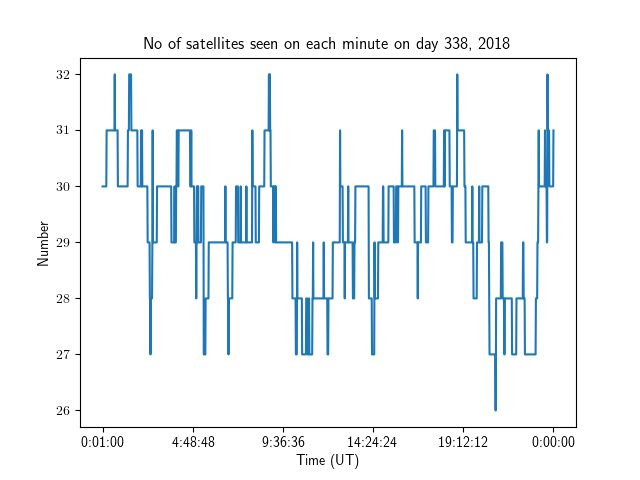 No of satellites seen on each minute on day 338, 2018
32
31
30
29
28
27
26
Number
0:01:00 4:48:48 9:36:36 14:24:24 19:12:12 0:00:00
Time (UT)